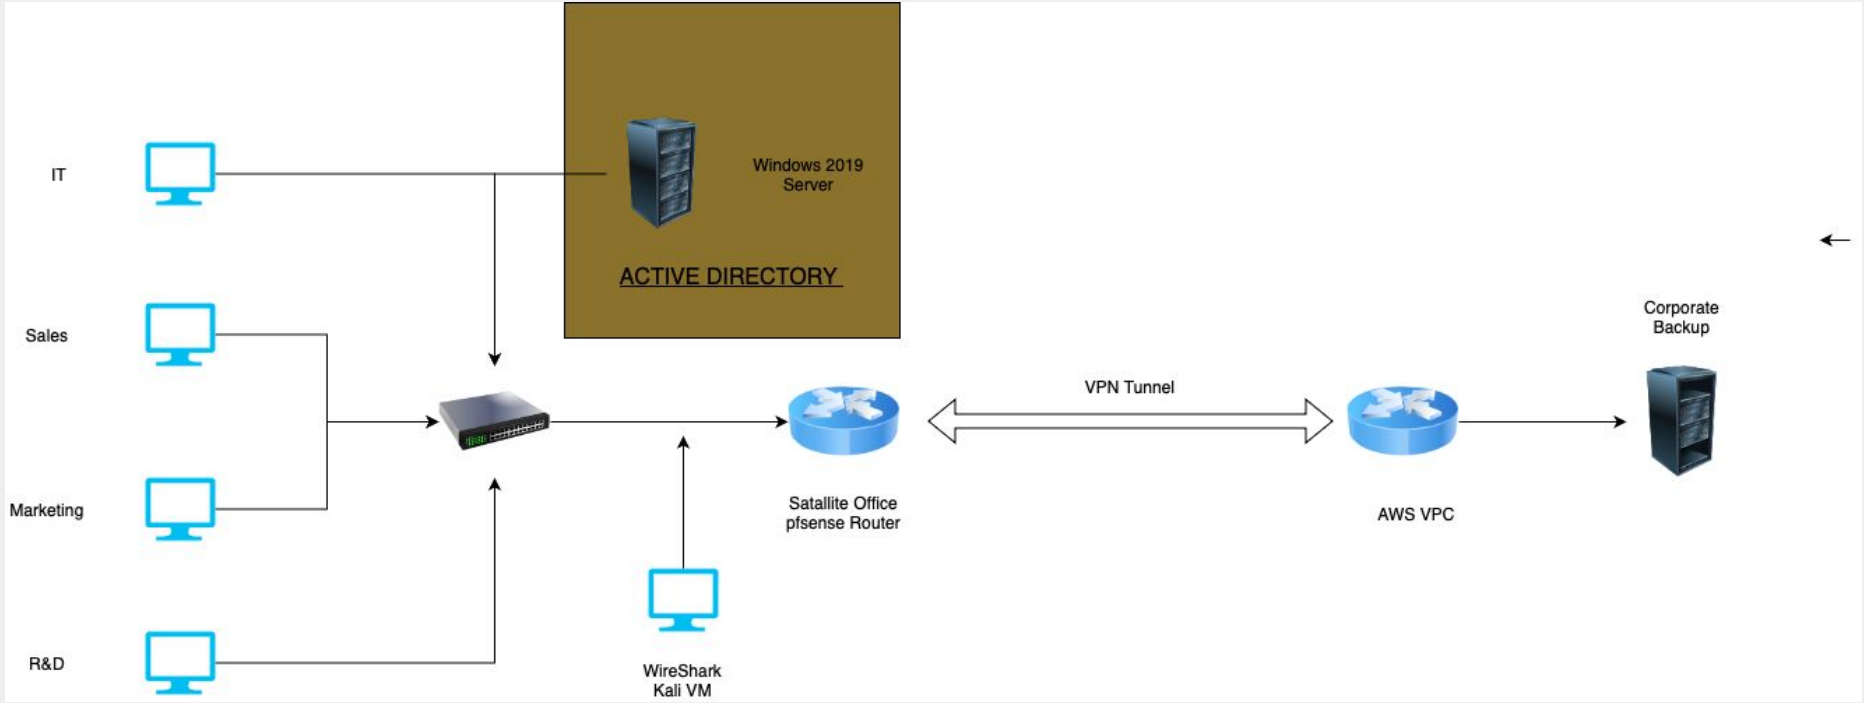 IT
Windows 2019
Server
ACTIVE DIRECTORY
Sales
Corporate
Backup
VPN Tunnel
Marketing
Satallite Office
pfsense Router
AWS VPC
R&D
WireShark
Kali VM